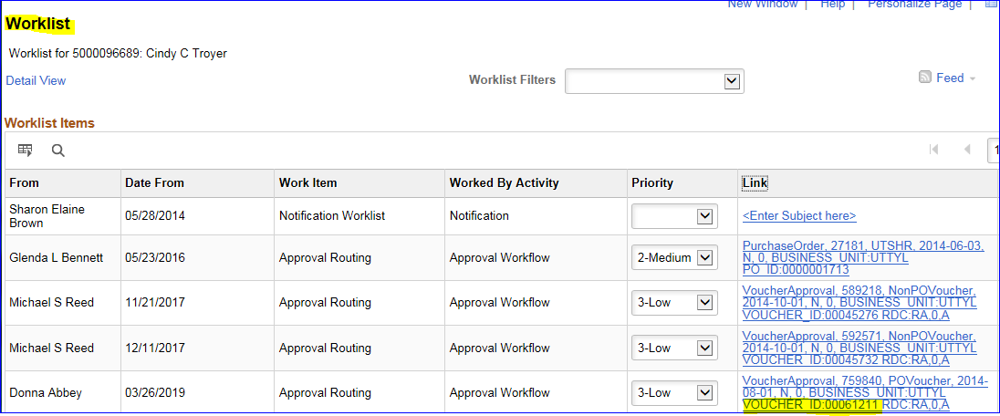 New Window | Help | Personalize Page |
Worklist
Worklist for 5000096689: Cindy C Troyer
Detail View
Worklist Filters
Feed
Worklist Items
1
From Date From Work Item Worked By Activity Priority Link
Sharon Elaine
Brown
05/28/2014 Notification Worklist Notification <Enter Subject here>
Glenda L Bennett 05/23/2016 Approval Routing Approval Workflow 2-Medium
PurchaseOrder, 27181, UTSHR, 2014-06-03,
N, 0, BUSINESS_UNIT:UTTYL
PO_ID:0000001713
Michael S Reed 11/21/2017 Approval Routing Approval Workflow 3-Low
VoucherApproval, 589218, NonPOVoucher,
2014-10-01, N, 0, BUSINESS_UNIT:UTTYL
VOUCHER_ID:00045276 RDC:RA,0,A
Michael S Reed 12/11/2017 Approval Routing Approval Workflow 3-Low
VoucherApproval, 592571, NonPOVoucher,
2014-10-01, N, 0, BUSINESS_UNIT:UTTYL
VOUCHER_ID:00045732 RDC:RA,0,A
Donna Abbey 03/26/2019 Approval Routing Approval Workflow 3-Low
VoucherApproval, 759840, POVoucher, 2014-
08-01, N, 0, BUSINESS_UNIT:UTTYL
VOUCHER_ID:00061211 RDC:RA,0,A